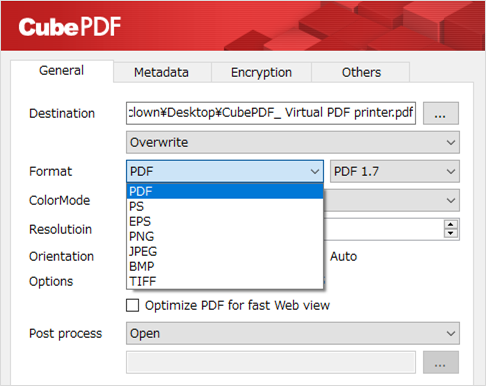 CubePDF
General Metadata Encryption Others
Destination clown¥Desktop¥CubePDF_ Virtual PDF printer.pdf ...
Overwrite
Format PDF PDF 1.7
PDF
ColorMode
PS
EPS
Resolutioin
PNG
JPEG
Orientation Auto
BMP
Options TIFF
Optimize PDF for fast Web view
Post process Open
...